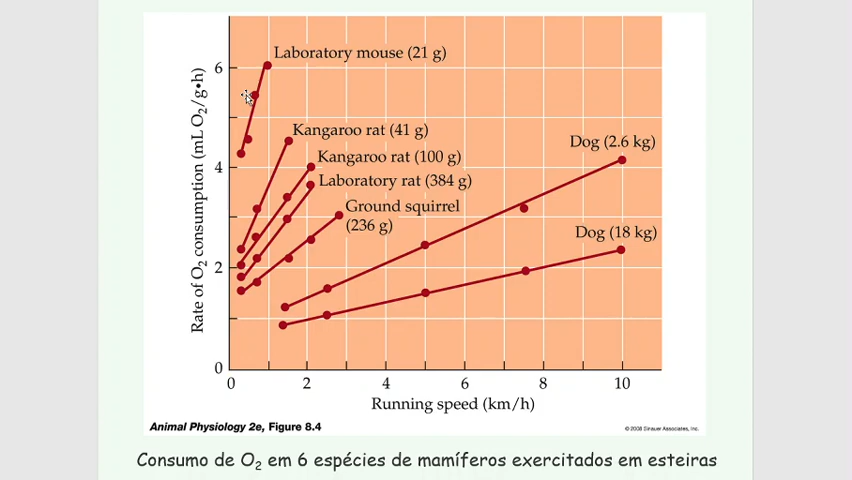 Laboratory mouse (21 g)
Kangaroo rat (41 g)
Kangaroo rat (100 g)
Laboratory rat (384 g)
Ground squirrel
(236 g)
Dog (2.6 kg)
Dog (18 kg)
Rate of O₂ consumption (mL O₂/g•h)
6
4
2
0
0 2 4 6 8 10
Running speed (km/h)
Animal Physiology 2e, Figure 8.4
© 2008 Sinauer Associates, Inc.
Consumo de O₂ em 6 espécies de mamíferos exercitados em esteiras